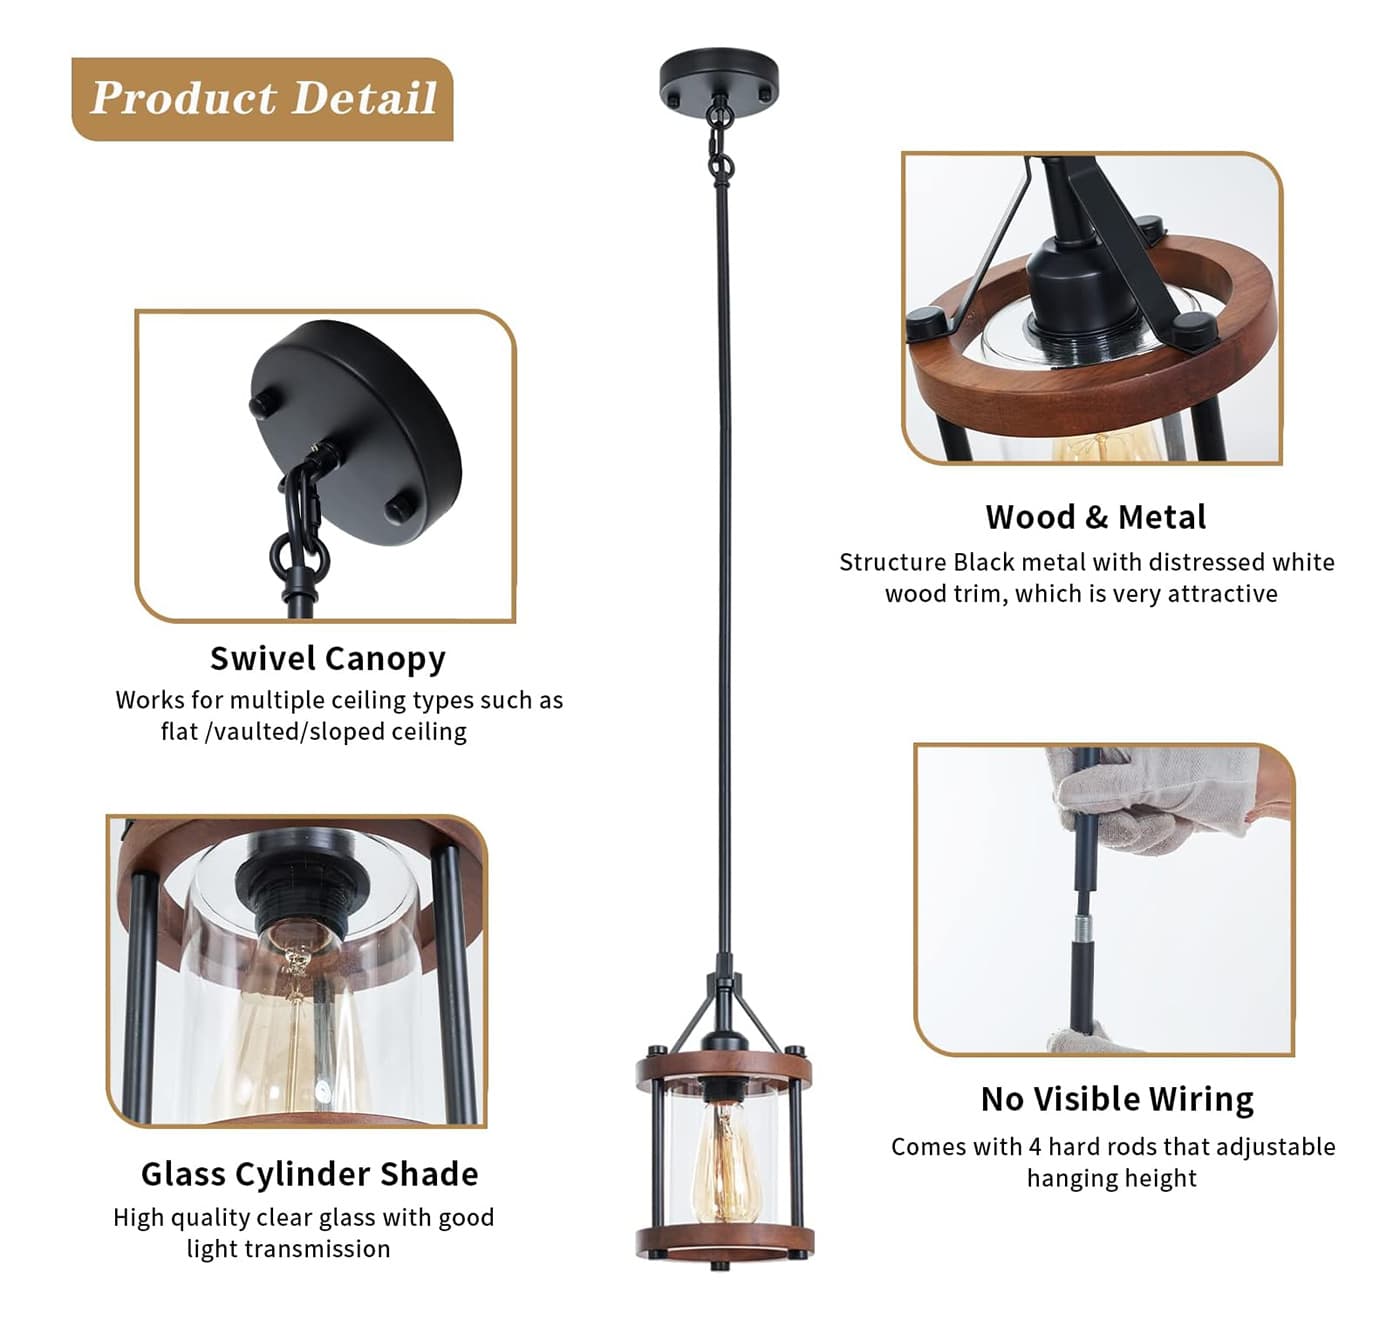 Product Detail
Swivel Canopy
Works for multiple ceiling types such as
flat /vaulted/sloped ceiling
Glass Cylinder Shade
High quality clear glass with good
light transmission
Wood & Metal
Structure Black metal with distressed white
wood trim, which is very attractive
No Visible Wiring
Comes with 4 hard rods that adjustable
hanging height